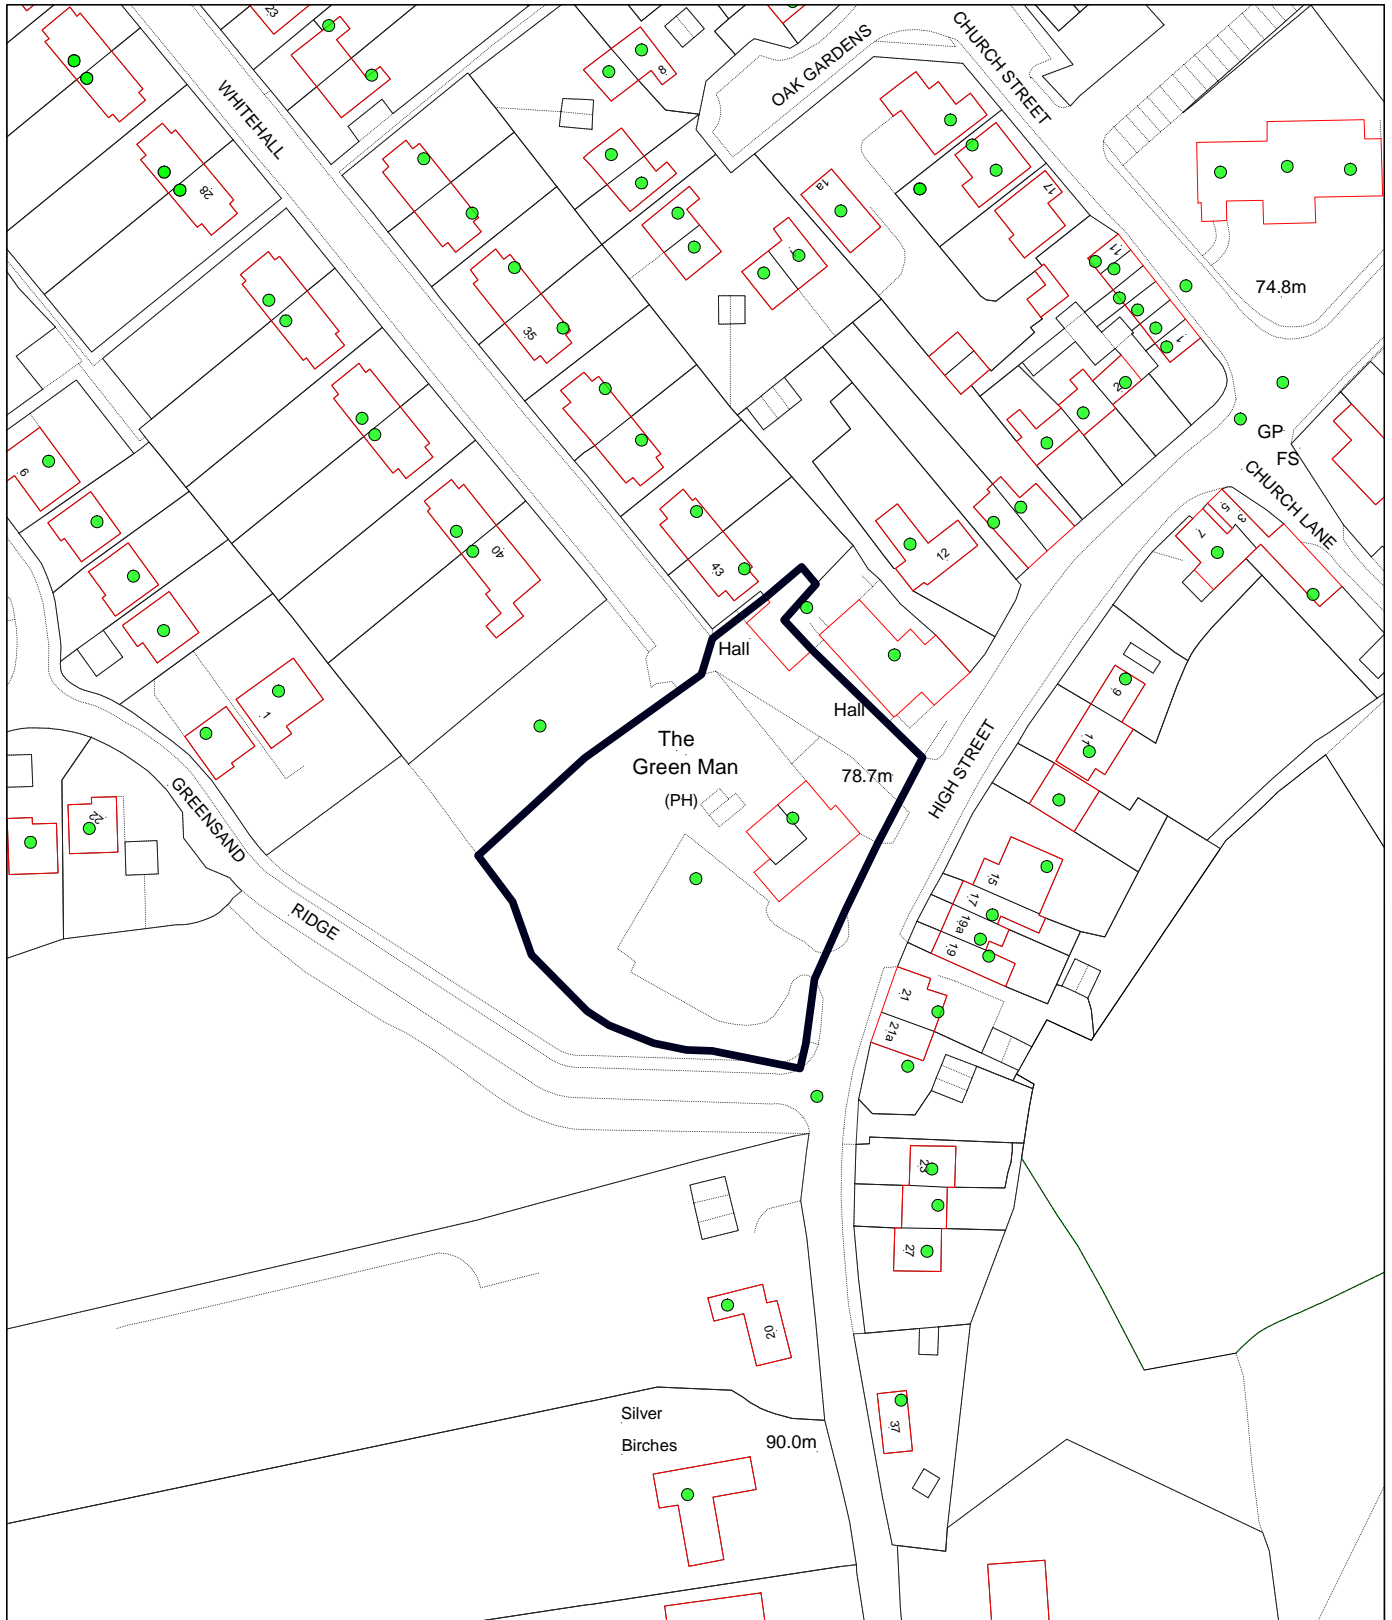 23
CHURCH STREET
OAK GARDENS
8
WHITEHALL
28
1a
17
11
74.8m
35
1
2
GP
FS
CHURCH LANE
6
5
3
7
12
40
43
Hall
9
1
Hall
11
The
Green Man
(PH)
78.7m
HIGH STREET
GREENSAND
22
15
17
19a
19
RIDGE
21
21a
23
27
20
Silver
Birches
90.0m
37